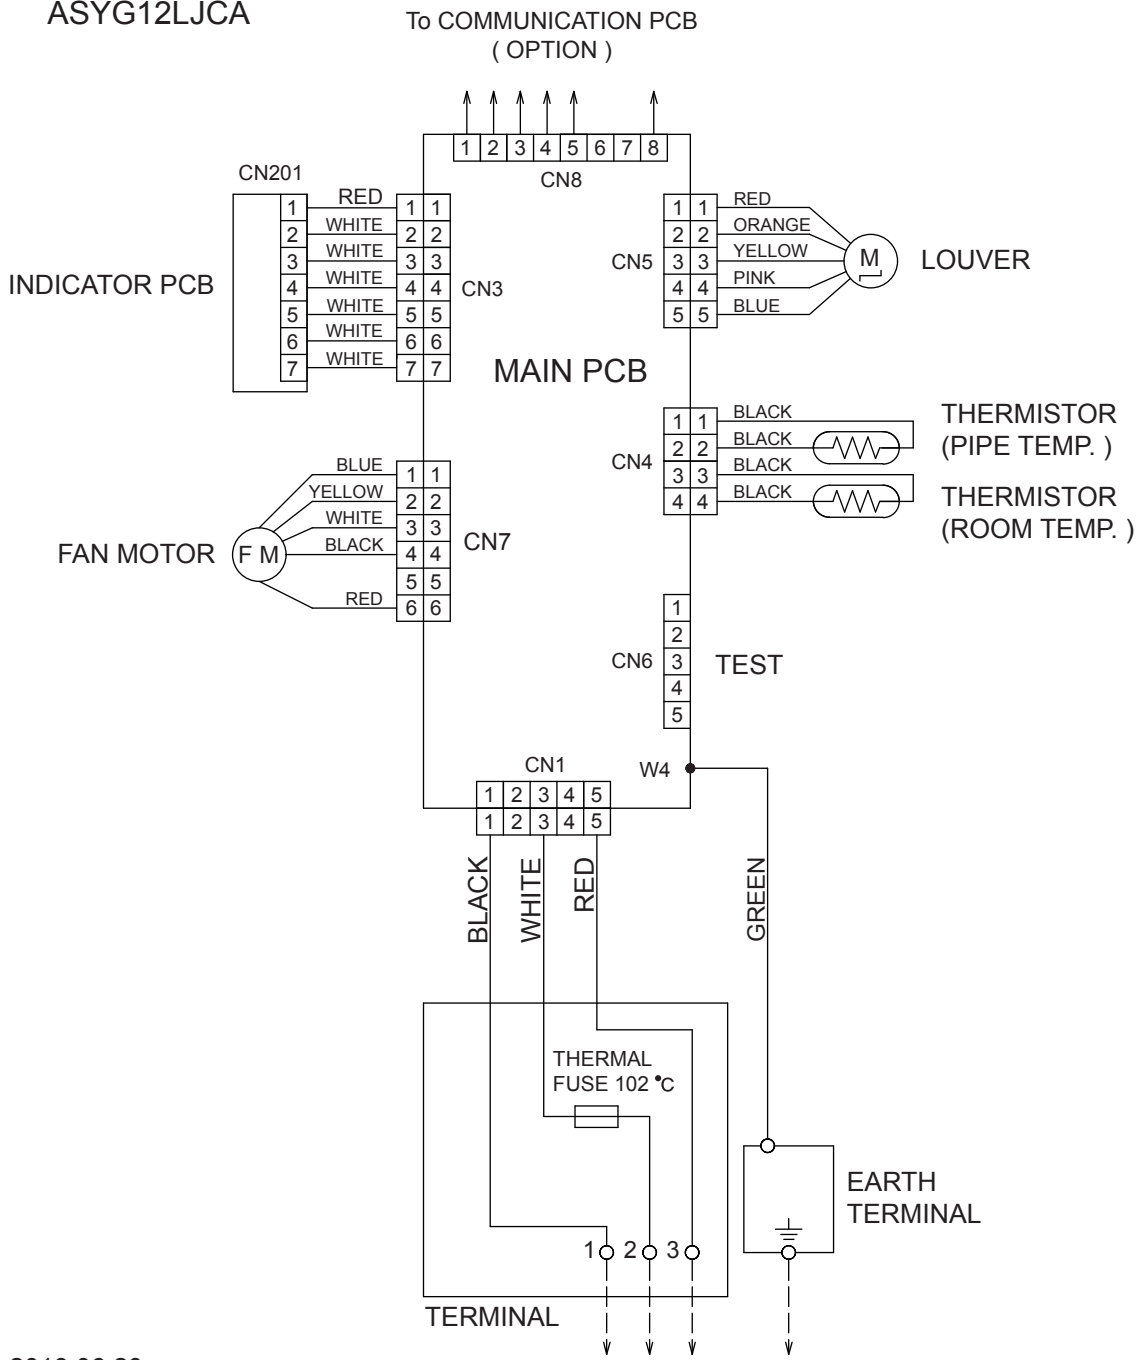 ASYG12LJCA
To COMMUNICATION PCB
( OPTION )
1 2 3 4 5 6 7 8
CN8
CN201
INDICATOR PCB
1 RED 1 1
2 WHITE 2 2
3 WHITE 3 3
4 WHITE 4 4
5 WHITE 5 5
6 WHITE 6 6
7 WHITE 7 7
CN3
CN5
1 1 RED
2 2 ORANGE
3 3 YELLOW
4 4 PINK
5 5 BLUE
M
LOUVER
MAIN PCB
CN4
1 1 BLACK
2 2 BLACK
3 3 BLACK
4 4 BLACK
THERMISTOR
(PIPE TEMP. )
THERMISTOR
(ROOM TEMP. )
FAN MOTOR
F M
BLUE 1 1
YELLOW 2 2
WHITE 3 3
BLACK 4 4
5 5
RED 6 6
CN7
CN6
1
2
3
4
5
TEST
W4
CN1
1 2 3 4 5
1 2 3 4 5
BLACK
WHITE
RED
GREEN
THERMAL
FUSE 102 °C
1 2 3
TERMINAL
EARTH
TERMINAL